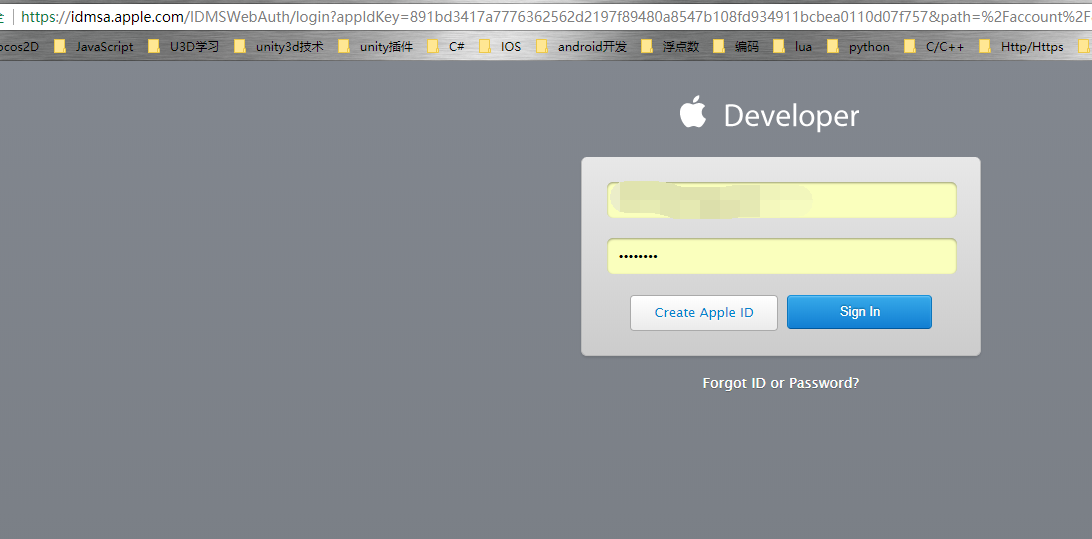 https://idmsa.apple.com/IDMSWebAuth/login?appIdKey=891bd3417a7776362562d2197f89480a8547b108fd934911bcbea0110d07f757&path=%2Faccount%2F
ocos2D JavaScript U3D学习 unity3d技术 unity插件 C# IOS android开发 浮点数 编码 lua python C/C++ Http/Https
Developer
••••••••
Create Apple ID Sign In
Forgot ID or Password?